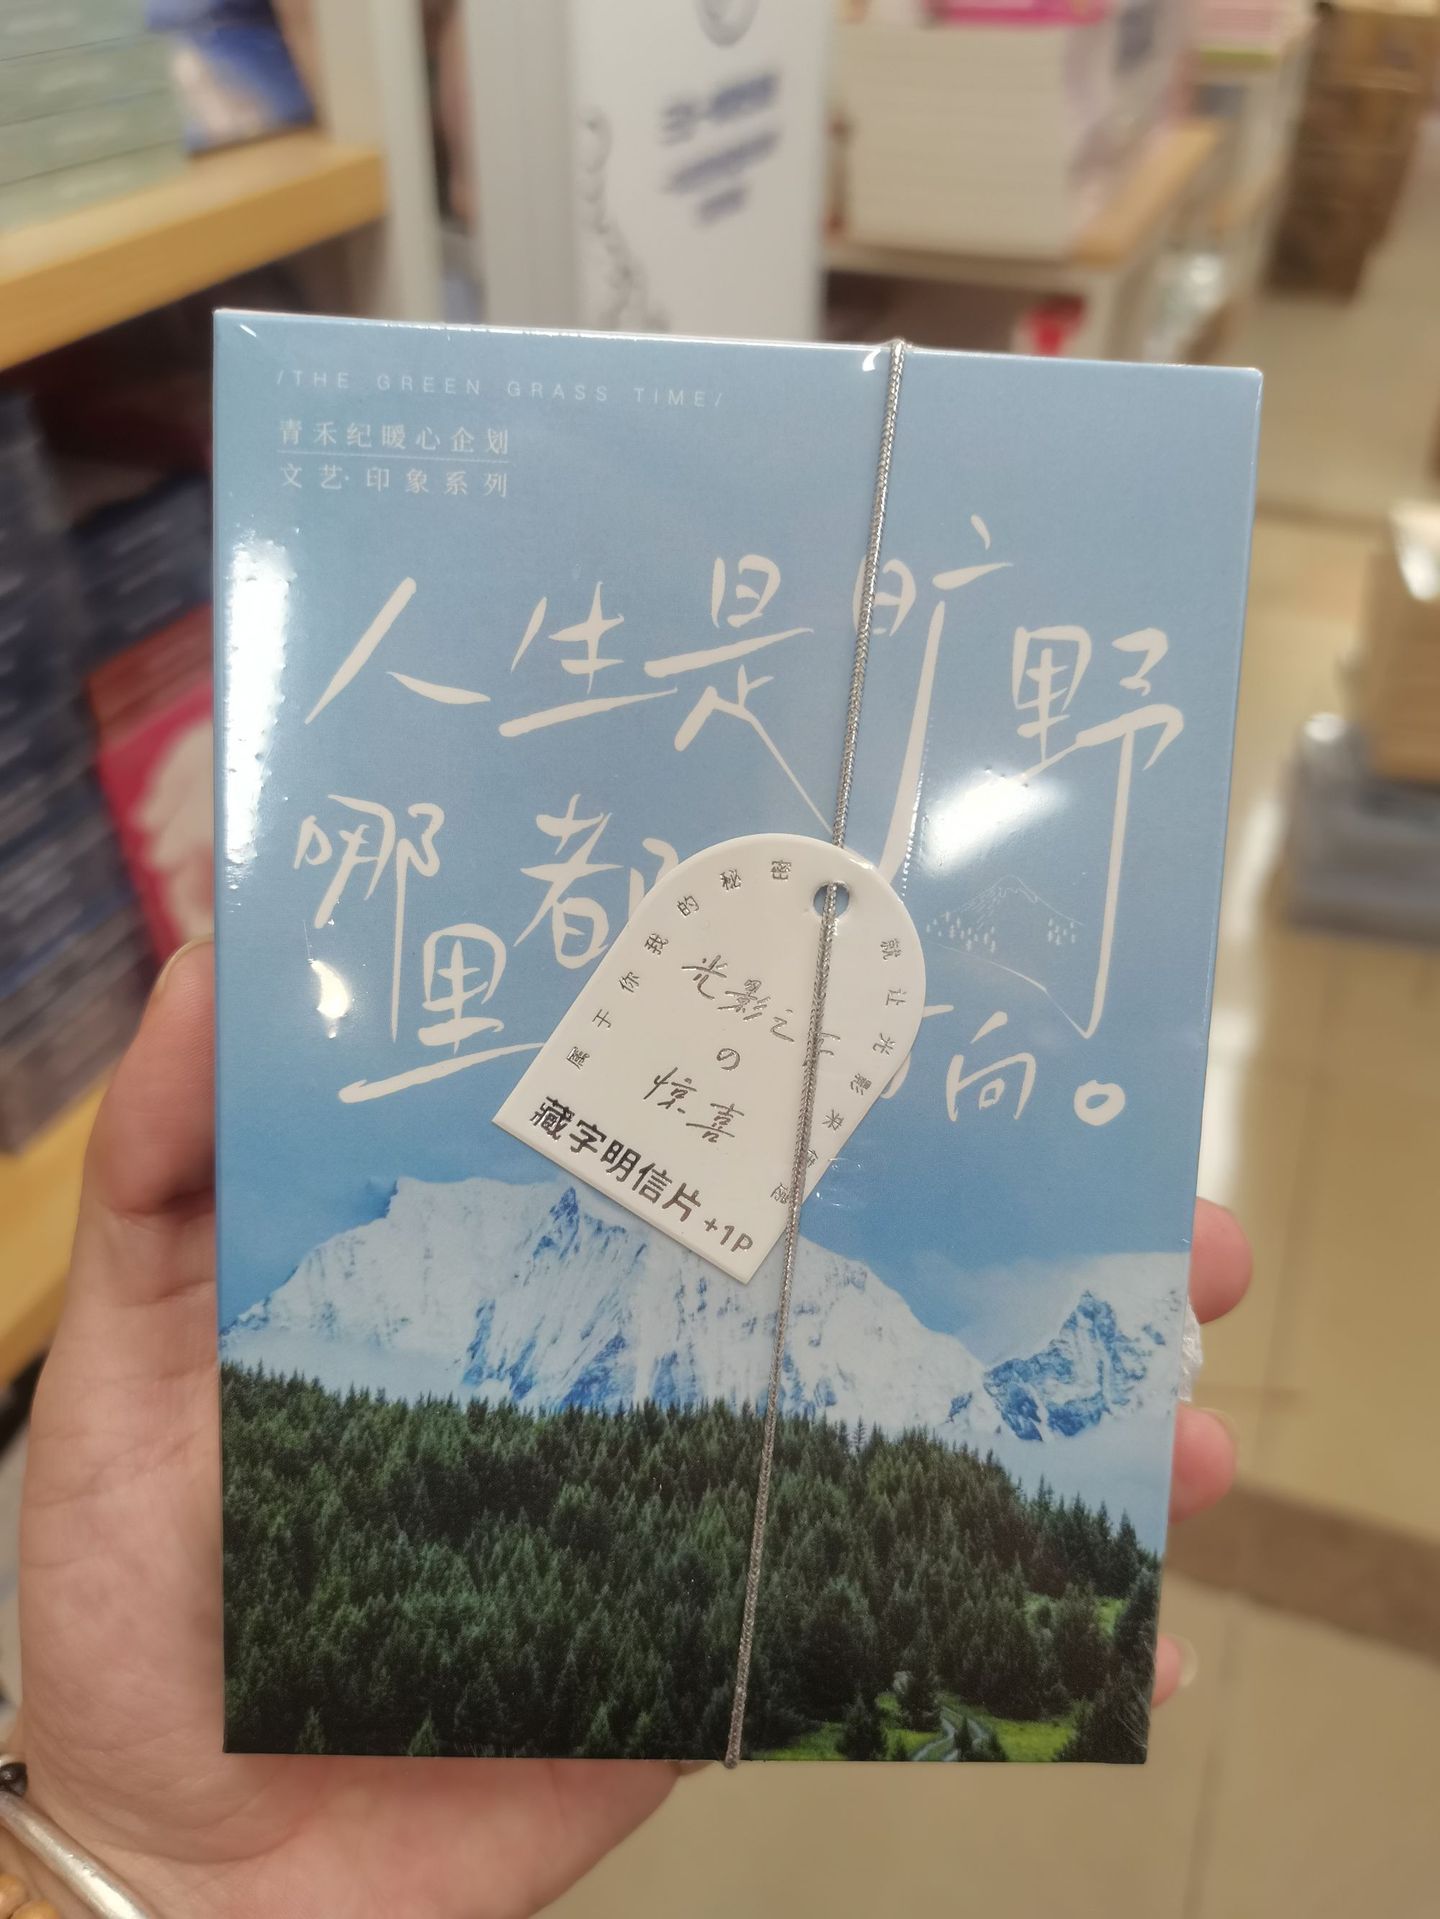 /THE GREEN GRASS TIME/
青禾纪暖心企划
文艺·印象系列
人生是旷野
哪里都
方向。
属于你我的秘密
就让光影来
光影之
の
惊喜
藏字明信片+1P